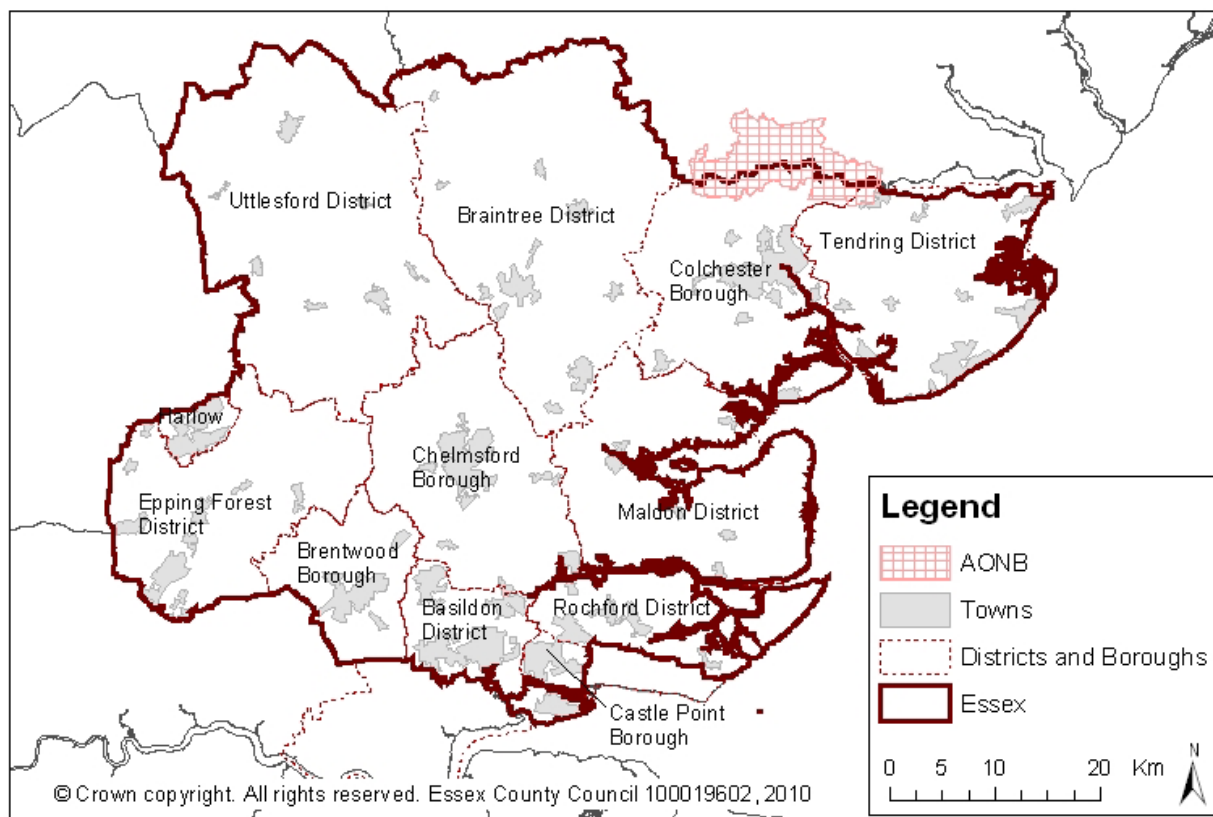 Uttlesford District
Braintree District
Tendring District
Colchester
Borough
Harlow
Chelmsford
Borough
Epping Forest
District
Maldon District
Brentwood
Borough
Basildon
District
Rochford District
Castle Point
Borough
Legend
AONB
Towns
Districts and Boroughs
Essex
0 5 10 20 Km
N
© Crown copyright. All rights reserved. Essex County Council 100019602, 2010